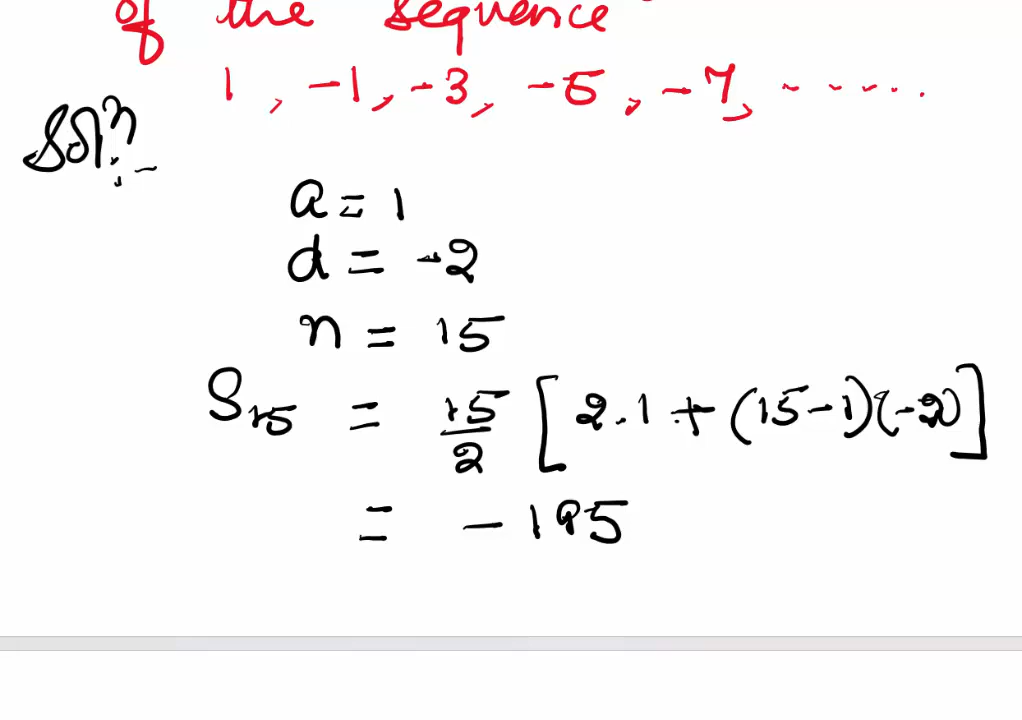 of the sequence
1, -1, -3, -5, -7, ......
Solⁿ:-
a = 1
d = -2
n = 15
S₁₅ = 15/2 [2.1 + (15-1)(-2)]
= -195